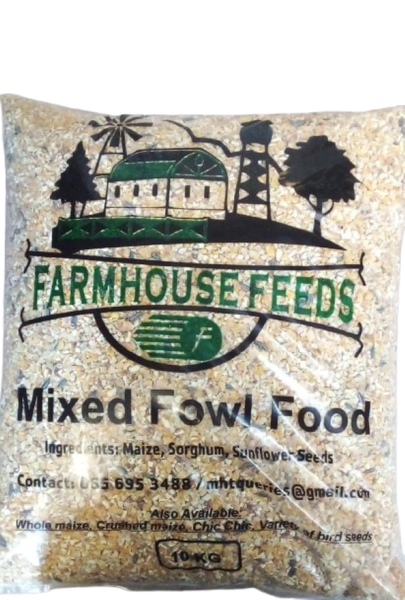 FARMHOUSE FEEDS
F
Mixed Fowl Food
Ingredients: Maize, Sorghum, Sunflower Seeds
Contact: 695 3488 / mhtqueries@gmail.com
Also Available:
Whole maize, Crushed maize, Chic Chic, Variety of bird seeds
10 KG